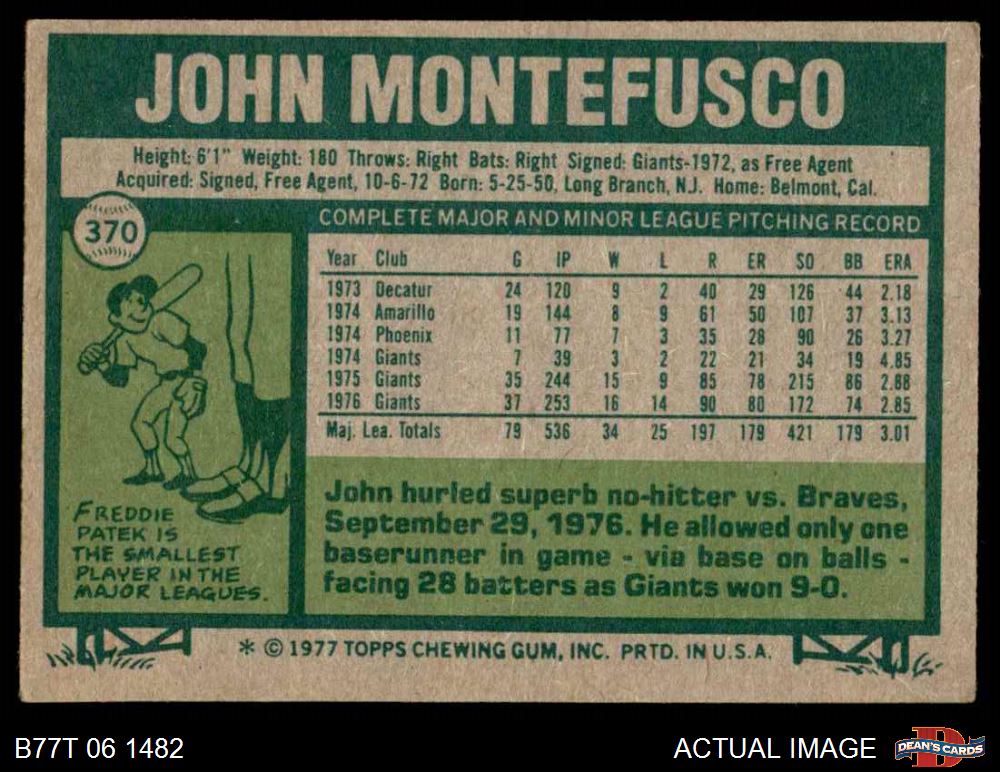 JOHN MONTEFUSCO
Height: 6'1" Weight: 180 Throws: Right Bats: Right Signed: Giants-1972, as Free Agent
Acquired: Signed, Free Agent, 10-6-72 Born: 5-25-50, Long Branch, N.J. Home: Belmont, Cal.
370
COMPLETE MAJOR AND MINOR LEAGUE PITCHING RECORD
Year Club G IP W L R ER SO BB ERA
1973 Decatur 24 120 9 2 40 29 126 44 2.18
1974 Amarillo 19 144 8 9 61 50 107 37 3.13
1974 Phoenix 11 77 7 3 35 28 90 26 3.27
1974 Giants 7 39 3 2 22 21 34 19 4.85
1975 Giants 35 244 15 9 85 78 215 86 2.88
1976 Giants 37 253 16 14 90 80 172 74 2.85
Maj. Lea. Totals 79 536 34 25 197 179 421 179 3.01
FREDDIE
PATEK IS
THE SMALLEST
PLAYER IN THE
MAJOR LEAGUES.
John hurled superb no-hitter vs. Braves,
September 29, 1976. He allowed only one
baserunner in game - via base on balls -
facing 28 batters as Giants won 9-0.
* © 1977 TOPPS CHEWING GUM, INC. PRTD. IN U.S.A.
B77T 06 1482
ACTUAL IMAGE
D
DEAN'S CARDS